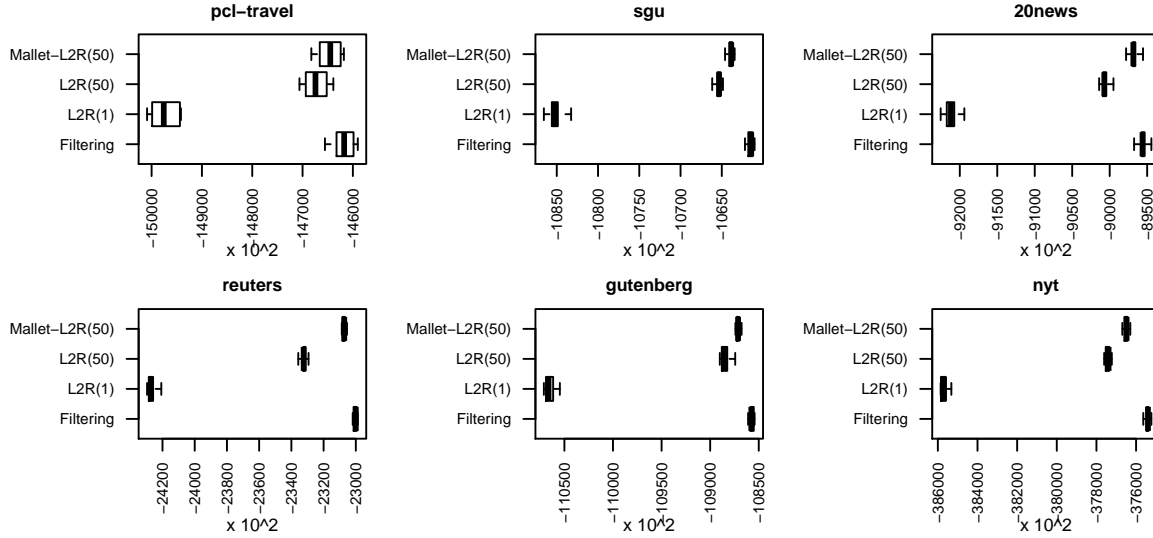 pcl−travel
Mallet−L2R(50)
L2R(50)
L2R(1)
Filtering
−150000
−149000
−148000
−147000
−146000
x 10^2
sgu
Mallet−L2R(50)
L2R(50)
L2R(1)
Filtering
−10850
−10800
−10750
−10700
−10650
x 10^2
20news
Mallet−L2R(50)
L2R(50)
L2R(1)
Filtering
−92000
−91500
−91000
−90500
−90000
−89500
x 10^2
reuters
Mallet−L2R(50)
L2R(50)
L2R(1)
Filtering
−24200
−24000
−23800
−23600
−23400
−23200
−23000
x 10^2
gutenberg
Mallet−L2R(50)
L2R(50)
L2R(1)
Filtering
−110500
−110000
−109500
−109000
−108500
x 10^2
nyt
Mallet−L2R(50)
L2R(50)
L2R(1)
Filtering
−386000
−384000
−382000
−380000
−378000
−376000
x 10^2